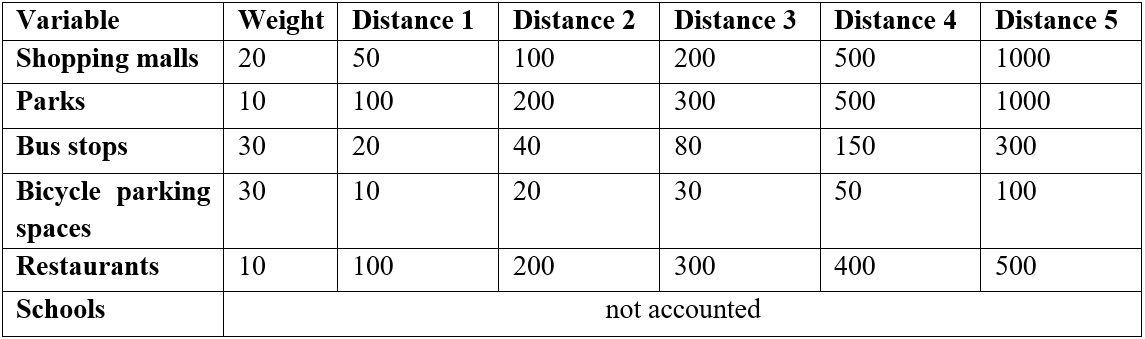 Variable Weight Distance 1 Distance 2 Distance 3 Distance 4 Distance 5
Shopping malls 20 50 100 200 500 1000
Parks 10 100 200 300 500 1000
Bus stops 30 20 40 80 150 300
Bicycle parking 30 10 20 30 50 100
spaces
Restaurants 10 100 200 300 400 500
Schools not accounted